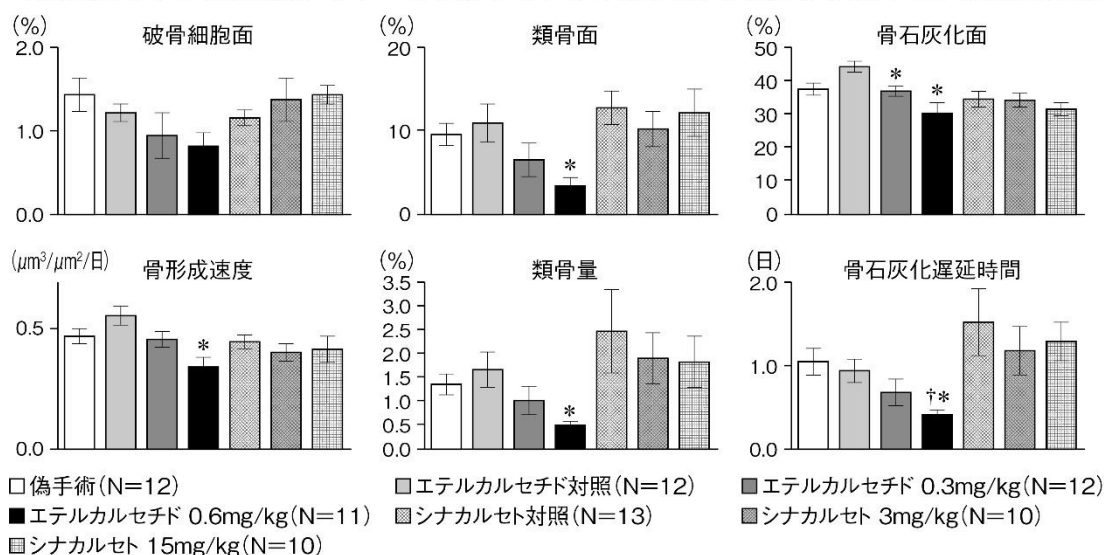 (%)
破骨細胞面
2.0
1.0
0.0
(%)
類骨面
20
10
0
(%)
骨石灰化面
50
40
30
20
10
0
*
*
*
(μm³/μm²/日)
骨形成速度
0.5
0.0
*
(%)
類骨量
3.5
3.0
2.5
2.0
1.5
1.0
0.5
0.0
*
(日)
骨石灰化遅延時間
2.0
1.0
0.0
†*
偽手術(N=12)
エテルカルセチド対照(N=12)
エテルカルセチド 0.3mg/kg(N=12)
エテルカルセチド 0.6mg/kg(N=11)
シナカルセト対照(N=13)
シナカルセト 3mg/kg(N=10)
シナカルセト 15mg/kg(N=10)